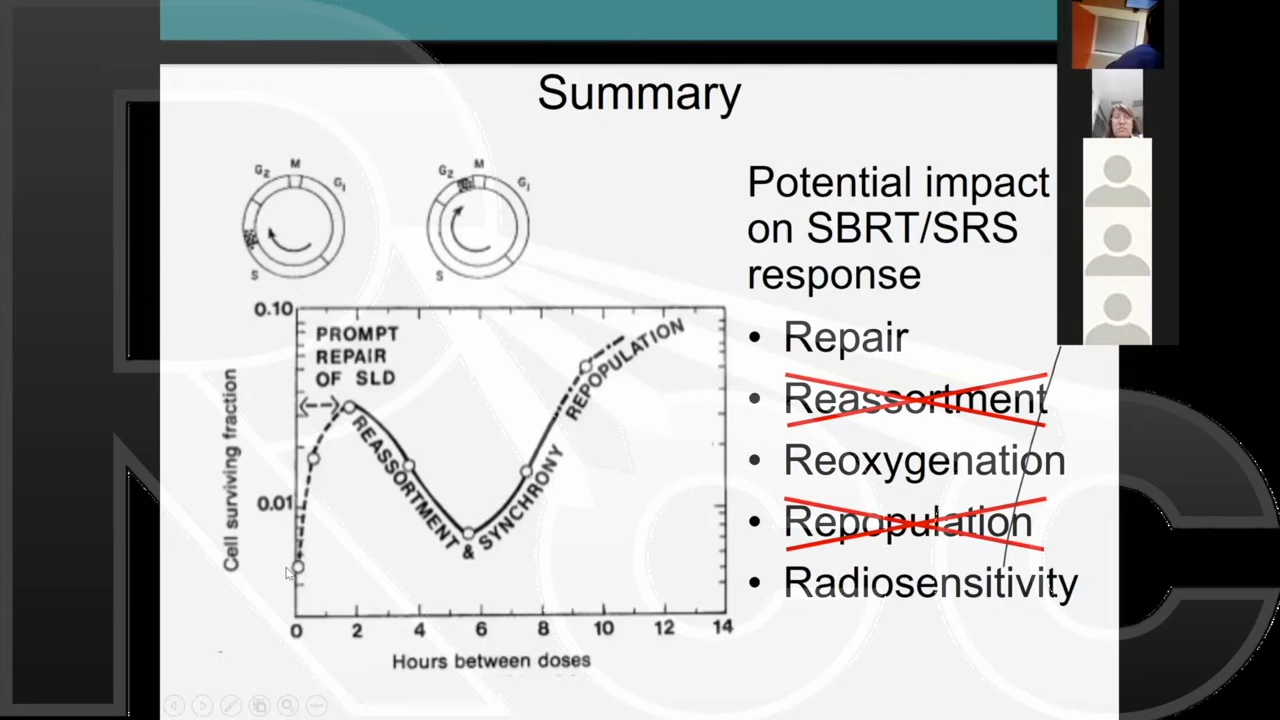 Summary
G₂
M
G₁
S
G₂
M
G₁
S
Potential impact
on SBRT/SRS
response
• Repair
• Reassortment
• Reoxygenation
• Repopulation
• Radiosensitivity
0.10
0.01
Cell surviving fraction
PROMPT
REPAIR
OF SLD
REASSORTMENT & SYNCHRONY
REPOPULATION
0 2 4 6 8 10 12 14
Hours between doses